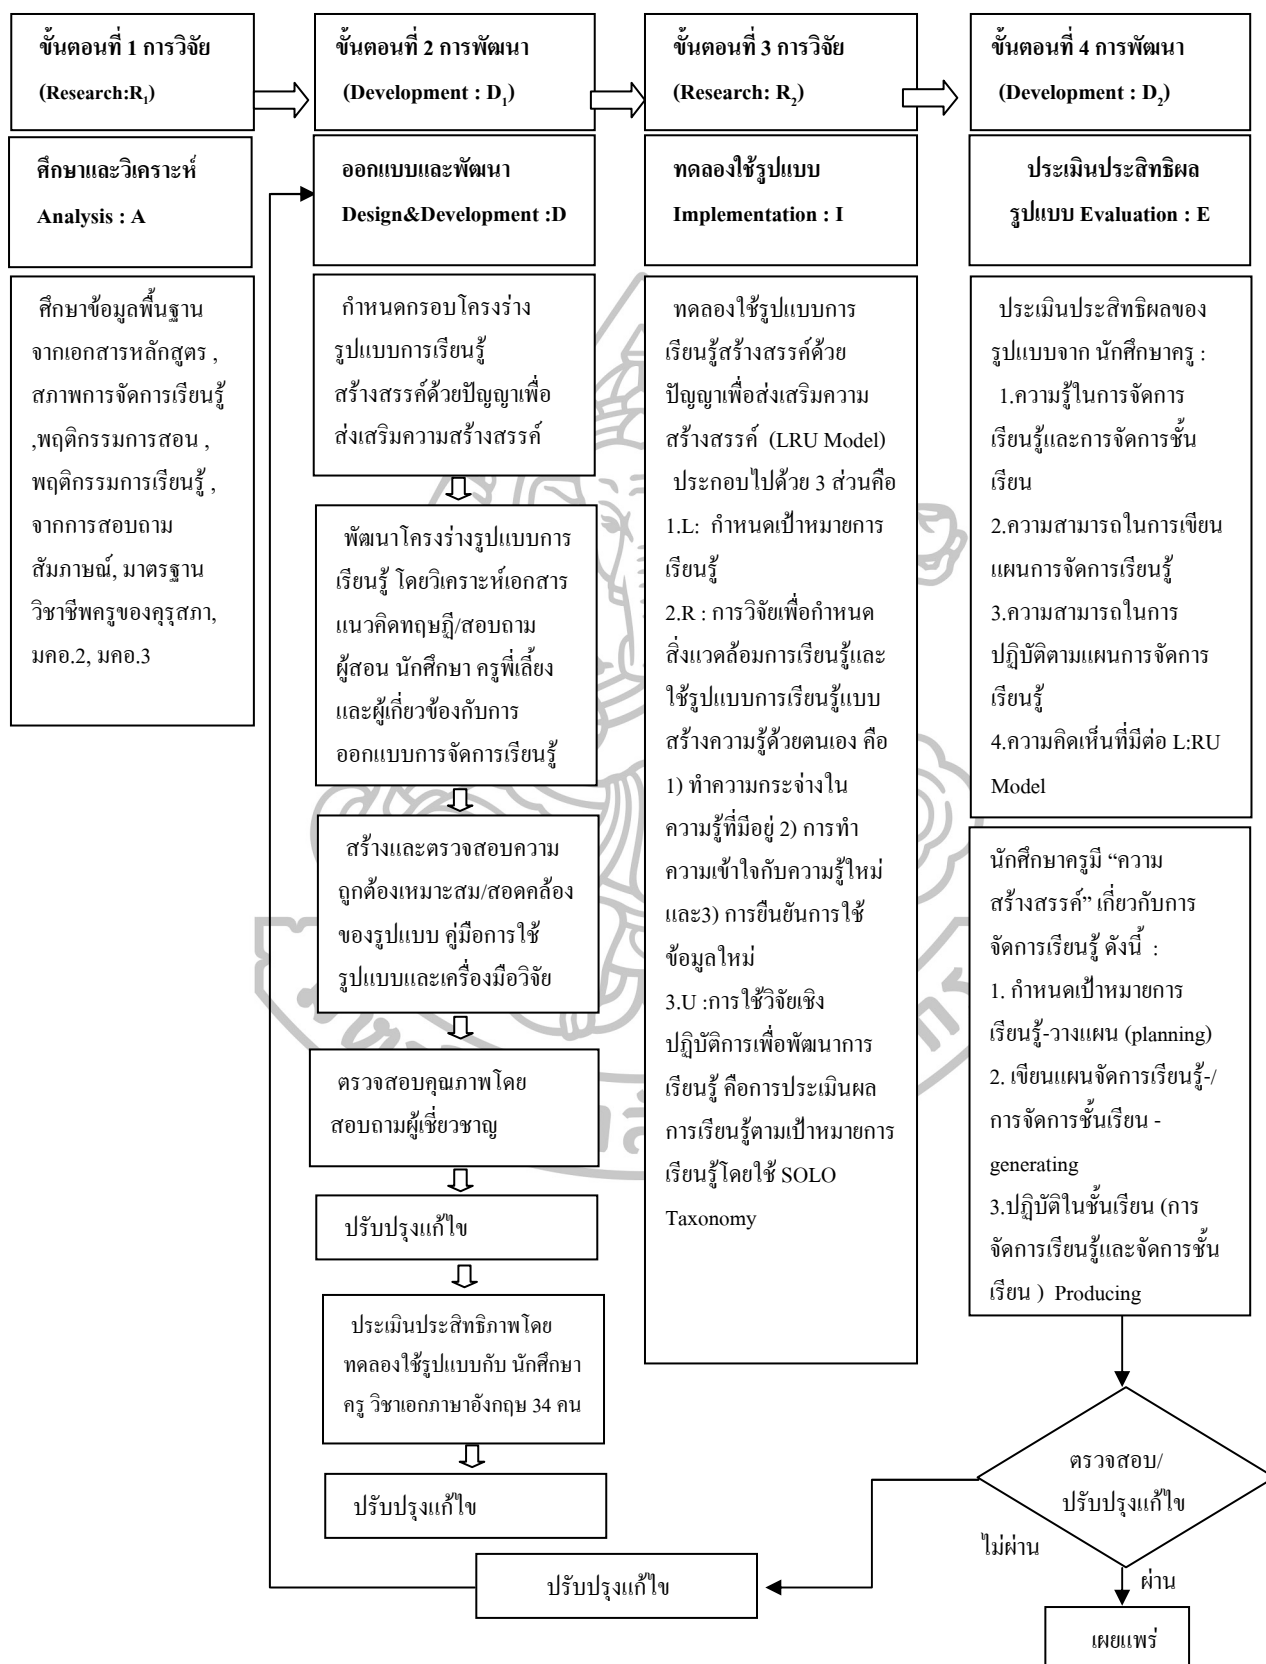 ขั้นตอนที่ 1 การวิจัย
(Research:R1)
ขั้นตอนที่ 2 การพัฒนา
(Development : D1)
ขั้นตอนที่ 3 การวิจัย
(Research: R2)
ขั้นตอนที่ 4 การพัฒนา
(Development : D2)
ศึกษาและวิเคราะห์
Analysis : A
ออกแบบและพัฒนา
Design&Development :D
ทดลองใช้รูปแบบ
Implementation : I
ประเมินประสิทธิผล
รูปแบบ Evaluation : E
ศึกษาข้อมูลพื้นฐาน
จากเอกสารหลักสูตร ,
สภาพการจัดการเรียนรู้
,พฤติกรรมการสอน ,
พฤติกรรมการเรียนรู้ ,
จากการสอบถาม
สัมภาษณ์, มาตรฐาน
วิชาชีพครูของคุรุสภา,
มคอ.2, มคอ.3
กำหนดกรอบโครงร่าง
รูปแบบการเรียนรู้
สร้างสรรค์ด้วยปัญญาเพื่อ
ส่งเสริมความสร้างสรรค์
พัฒนาโครงร่างรูปแบบการ
เรียนรู้ โดยวิเคราะห์เอกสาร
แนวคิดทฤษฎี/สอบถาม
ผู้สอน นักศึกษา ครูพี่เลี้ยง
และผู้เกี่ยวข้องกับการ
ออกแบบการจัดการเรียนรู้
สร้างและตรวจสอบความ
ถูกต้องเหมาะสม/สอดคล้อง
ของรูปแบบ คู่มือการใช้
รูปแบบและเครื่องมือวิจัย
ตรวจสอบคุณภาพโดย
สอบถามผู้เชี่ยวชาญ
ปรับปรุงแก้ไข
ประเมินประสิทธิภาพโดย
ทดลองใช้รูปแบบกับ นักศึกษา
ครู วิชาเอกภาษาอังกฤษ 34 คน
ปรับปรุงแก้ไข
ทดลองใช้รูปแบบการ
เรียนรู้สร้างสรรค์ด้วย
ปัญญาเพื่อส่งเสริมความ
สร้างสรรค์ (LRU Model)
ประกอบไปด้วย 3 ส่วนคือ
1.L: กำหนดเป้าหมายการ
เรียนรู้
2.R : การวิจัยเพื่อกำหนด
สิ่งแวดล้อมการเรียนรู้และ
ใช้รูปแบบการเรียนรู้แบบ
สร้างความรู้ด้วยตนเอง คือ
1) ทำความกระจ่างใน
ความรู้ที่มีอยู่ 2) การทำ
ความเข้าใจกับความรู้ใหม่
และ3) การยืนยันการใช้
ข้อมูลใหม่
3.U :การใช้วิจัยเชิง
ปฏิบัติการเพื่อพัฒนาการ
เรียนรู้ คือการประเมินผล
การเรียนรู้ตามเป้าหมายการ
เรียนรู้โดยใช้ SOLO
Taxonomy
ประเมินประสิทธิผลของ
รูปแบบจาก นักศึกษาครู :
1.ความรู้ในการจัดการ
เรียนรู้และการจัดการชั้น
เรียน
2.ความสามารถในการเขียน
แผนการจัดการเรียนรู้
3.ความสามารถในการ
ปฏิบัติตามแผนการจัดการ
เรียนรู้
4.ความคิดเห็นที่มีต่อ L:RU
Model
นักศึกษาครูมี “ความ
สร้างสรรค์” เกี่ยวกับการ
จัดการเรียนรู้ ดังนี้ :
1. กำหนดเป้าหมายการ
เรียนรู้-วางแผน (planning)
2. เขียนแผนจัดการเรียนรู้-/
การจัดการชั้นเรียน -
generating
3.ปฏิบัติในชั้นเรียน (การ
จัดการเรียนรู้และจัดการชั้น
เรียน ) Producing
ตรวจสอบ/
ปรับปรุงแก้ไข
ไม่ผ่าน
ผ่าน
ปรับปรุงแก้ไข
เผยแพร่